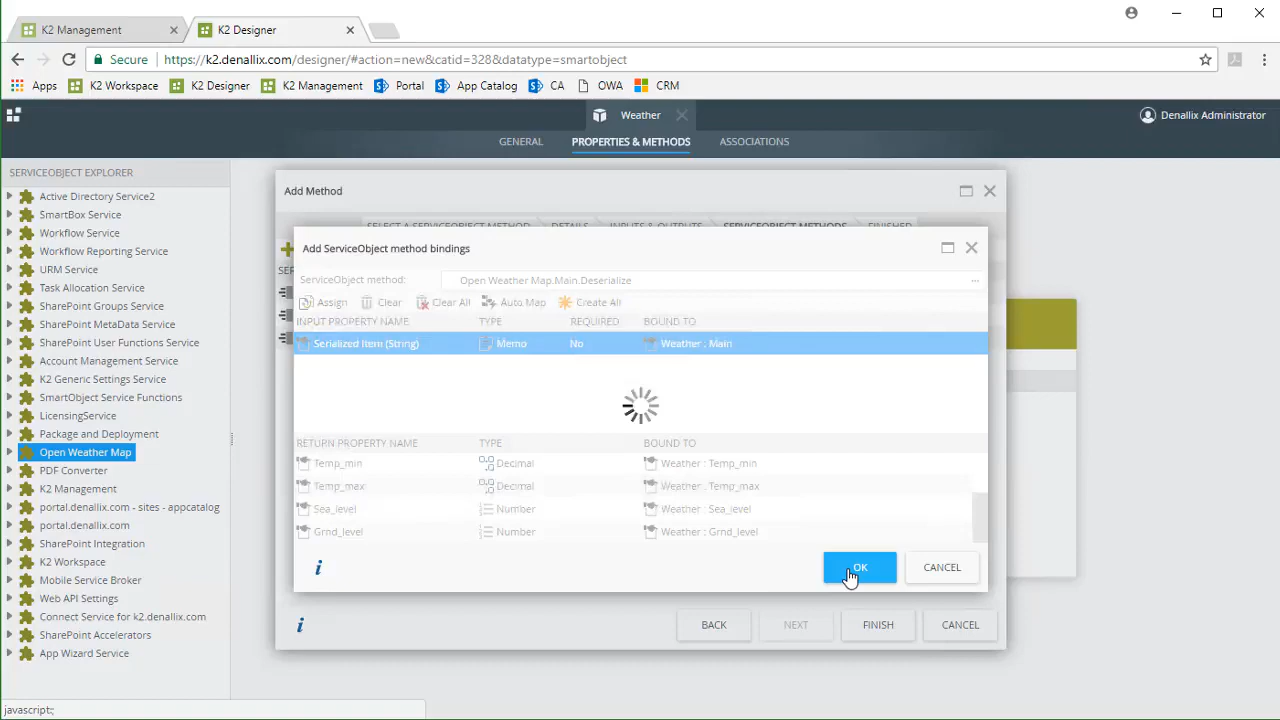 K2 Management
K2 Designer
Secure https://k2.denallix.com/designer/#action=new&catid=328&datatype=smartobject
Apps K2 Workspace K2 Designer K2 Management Portal App Catalog CA OWA CRM
Weather
Denallix Administrator
GENERAL PROPERTIES & METHODS ASSOCIATIONS
SERVICEOBJECT EXPLORER
Active Directory Service2
SmartBox Service
Workflow Service
Workflow Reporting Service
URM Service
Task Allocation Service
SharePoint Groups Service
SharePoint MetaData Service
SharePoint User Functions Service
Account Management Service
K2 Generic Settings Service
SmartObject Service Functions
LicensingService
Package and Deployment
Open Weather Map
PDF Converter
K2 Management
portal.denallix.com - sites - appcatalog
portal.denallix.com
SharePoint Integration
K2 Workspace
Mobile Service Broker
Web API Settings
Connect Service for k2.denallix.com
SharePoint Accelerators
App Wizard Service
Add Method
SELECT A SERVICEOBJECT METHOD DETAILS INPUTS & OUTPUTS SERVICEOBJECT METHODS FINISHED
Add ServiceObject method bindings
ServiceObject method: Open Weather Map.Main.Deserialize ...
Assign Clear Clear All Auto Map Create All
INPUT PROPERTY NAME TYPE REQUIRED BOUND TO
Serialized Item (String) Memo No Weather : Main
RETURN PROPERTY NAME TYPE BOUND TO
Temp_min Decimal Weather : Temp_min
Temp_max Decimal Weather : Temp_max
Sea_level Number Weather : Sea_level
Grnd_level Number Weather : Grnd_level
OK CANCEL
BACK NEXT FINISH CANCEL
javascript:;